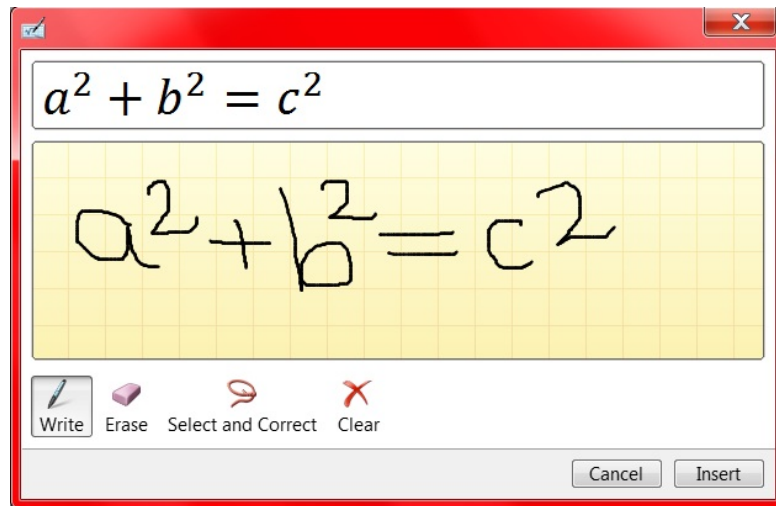 X
a² + b² = c²
a² + b² = c²
Write Erase Select and Correct Clear
Cancel Insert